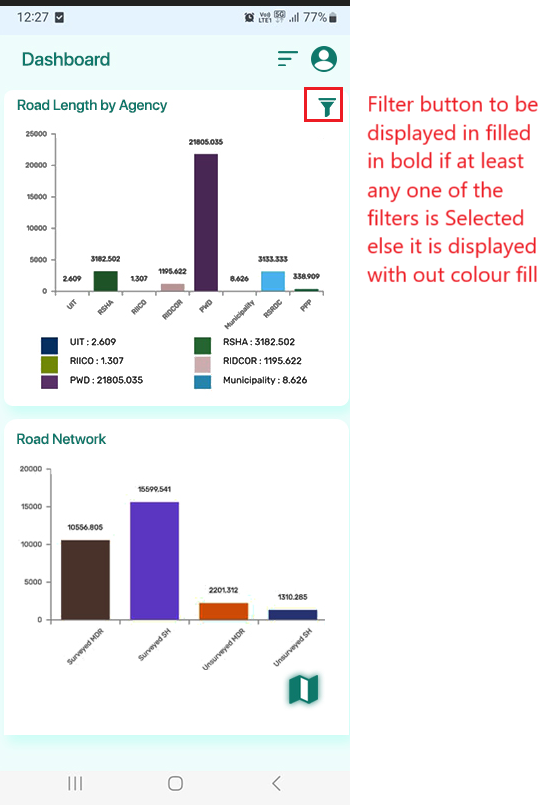 12:27
Vo) LTE1 5G 77%
Dashboard
Road Length by Agency
25000
20000
15000
10000
5000
0
2.609
3182.502
1.307
1195.622
21805.035
8.626
3133.333
338.909
UIT
RSHA
RIICO
RIDCOR
PWD
Municipality
RSRDC
PPP
UIT : 2.609
RSHA : 3182.502
RIICO : 1.307
RIDCOR : 1195.622
PWD : 21805.035
Municipality : 8.626
Road Network
20000
15000
10000
5000
0
10556.805
15599.541
2201.312
1310.285
Surveyed MDR
Surveyed SH
Unsurveyed MDR
Unsurveyed SH
Filter button to be
displayed in filled
in bold if at least
any one of the
filters is Selected
else it is displayed
with out colour fill